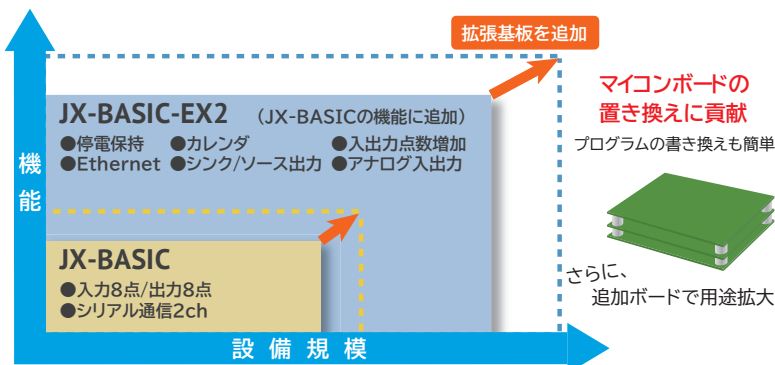 拡張基板を追加
JX-BASIC-EX2 (JX-BASICの機能に追加)
●停電保持 ●カレンダ ●入出力点数増加
●Ethernet ●シンク/ソース出力 ●アナログ入出力
機能
JX-BASIC
●入力8点/出力8点
●シリアル通信2ch
設備規模
マイコンボードの
置き換えに貢献
プログラムの書き換えも簡単
さらに、
追加ボードで用途拡大